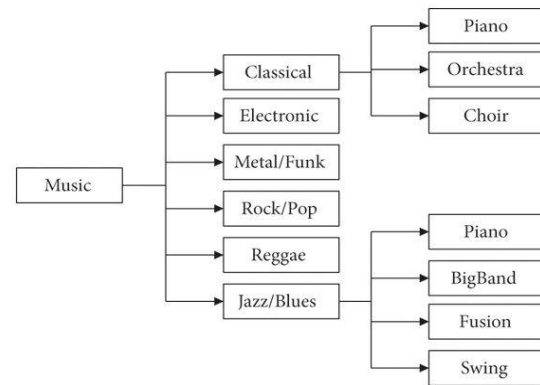 Music
Classical
Electronic
Metal/Funk
Rock/Pop
Reggae
Jazz/Blues
Piano
Orchestra
Choir
Piano
BigBand
Fusion
Swing